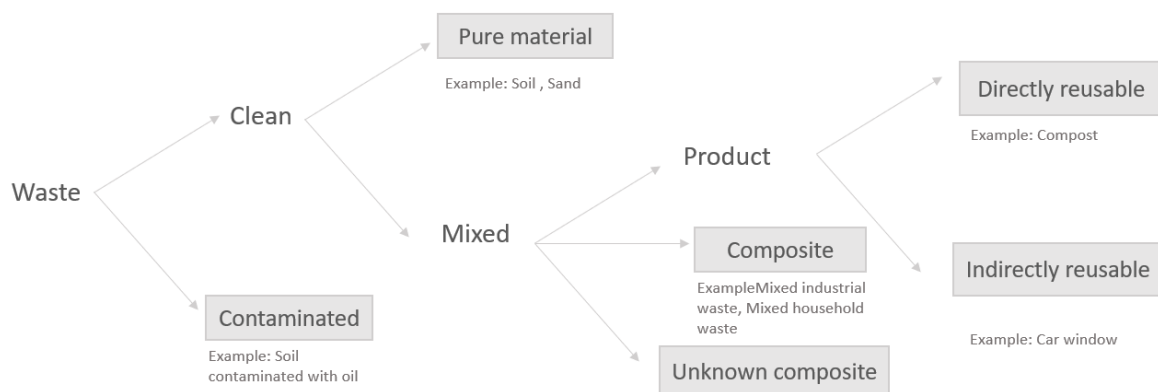 Pure material
Example: Soil , Sand
Clean
Directly reusable
Example: Compost
Product
Waste
Mixed
Composite
ExampleMixed industrial
waste, Mixed household
waste
Indirectly reusable
Contaminated
Example: Soil
contaminated with oil
Example: Car window
Unknown composite